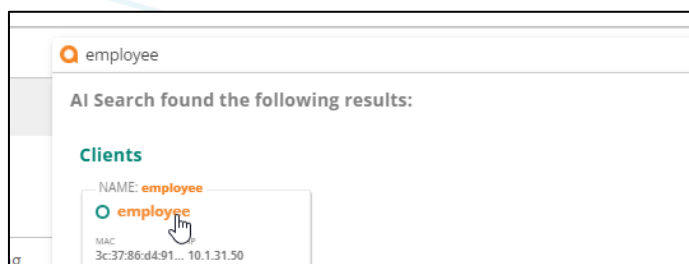 employee
AI Search found the following results:
Clients
NAME: employee
employee
MAC
3c:37:86:d4:91... 10.1.31.50
g